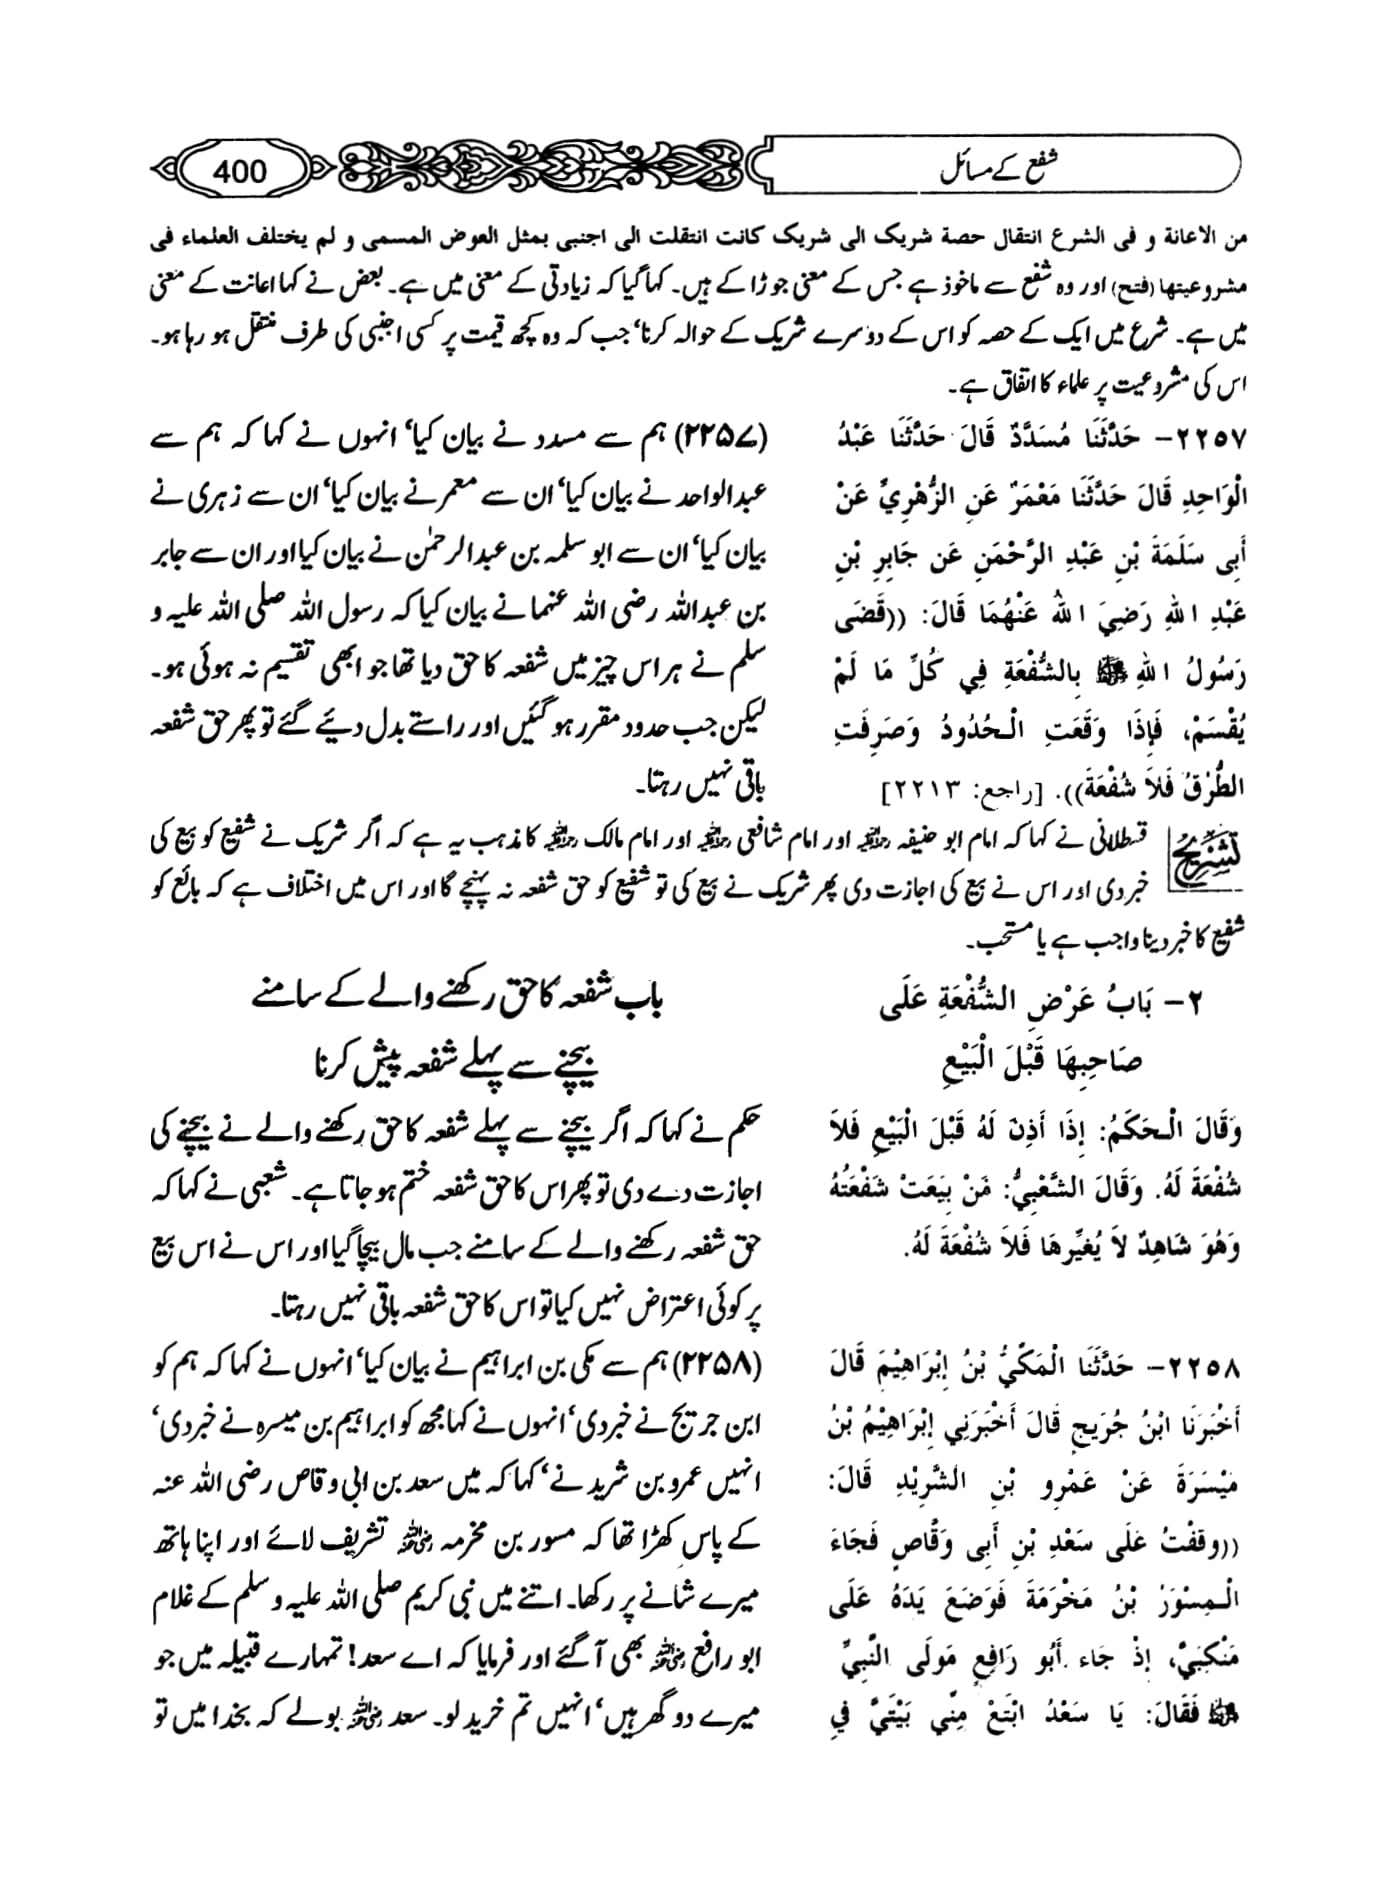 شفع کے مسائل
400
من الاعانة و فی الشرع انتقال حصة شریک الی شریک کانت انتقلت الی اجنبی بمثل العوض المسمی و لم یختلف العلماء فی
مشروعیتها (فتح) اور وہ شفع سے ماخوذ ہے جس کے معنی جوڑا کے ہیں۔ کہا گیا کہ زیادتی کے معنی میں ہے۔ بعض نے کہا اعانت کے معنی
میں ہے۔ شرع میں ایک کے حصہ کو اس کے دوسرے شریک کے حوالہ کرنا' جب کہ وہ کچھ قیمت پر کسی اجنبی کی طرف منتقل ہو رہا ہو۔
اس کی مشروعیت پر علماء کا اتفاق ہے۔
٢٢٥٧- حَدَّثَنَا مُسَدَّدٌ قَالَ حَدَّثَنَا عَبْدُ
الْوَاحِدِ قَالَ حَدَّثَنَا مَعْمَرٌ عَنِ الزُّهْرِيِّ عَنْ
أَبِي سَلَمَةَ بْنِ عَبْدِ الرَّحْمَنِ عَن جَابِرِ بْنِ
عَبْدِ اللهِ رَضِيَ اللهُ عَنْهُمَا قَالَ: ((قَضَى
رَسُولُ اللهِ ﷺ بِالشُّفْعَةِ فِي كُلِّ مَا لَمْ
يُقْسَمْ، فَإِذَا وَقَعَتِ الْحُدُودُ وَصَرِفَتِ
الطُّرُقُ فَلاَ شُفْعَةَ)). [راجع: ٢٢١٣]
(۲۲۵۷) ہم سے مسدد نے بیان کیا' انہوں نے کہا کہ ہم سے
عبدالواحد نے بیان کیا' ان سے معمر نے بیان کیا' ان سے زہری نے
بیان کیا' ان سے ابو سلمہ بن عبدالرحمٰن نے بیان کیا اور ان سے جابر
بن عبداللہ رضی اللہ عنہما نے بیان کیا کہ رسول اللہ صلی اللہ علیہ و
سلم نے ہر اس چیز میں شفعہ کا حق دیا تھا جو ابھی تقسیم نہ ہوئی ہو۔
لیکن جب حدود مقرر ہو گئیں اور راستے بدل دیئے گئے تو پھر حق شفعہ
باقی نہیں رہتا۔
تشریح
قسطلانی نے کہا کہ امام ابو حنیفہ رحمہ اللہ اور امام شافعی رحمہ اللہ اور امام مالک رحمہ اللہ کا مذہب یہ ہے کہ اگر شریک نے شفیع کو بیع کی
خبر دی اور اس نے بیع کی اجازت دی پھر شریک نے بیع کی تو شفیع کو حق شفعہ نہ پہنچے گا اور اس میں اختلاف ہے کہ بائع کو
شفیع کا خبر دینا واجب ہے یا مستحب۔
٢- بَابُ عَرْضِ الشُّفْعَةِ عَلَى
صَاحِبِهَا قَبْلَ الْبَيْعِ
باب شفعہ کا حق رکھنے والے کے سامنے
بیچنے سے پہلے شفعہ پیش کرنا
وَقَالَ الْحَكَمُ: إِذَا أَذِنَ لَهُ قَبْلَ الْبَيْعِ فَلاَ
شُفْعَةَ لَهُ. وَقَالَ الشَّعْبِيُّ: مَنْ بِيعَتْ شُفْعَتُهُ
وَهُوَ شَاهِدٌ لاَ يُغَيِّرُهَا فَلاَ شُفْعَةَ لَهُ.
حکم نے کہا کہ اگر بیچنے سے پہلے شفعہ کا حق رکھنے والے نے بیچنے کی
اجازت دے دی تو پھر اس کا حق شفعہ ختم ہو جاتا ہے۔ شعبی نے کہا کہ
حق شفعہ رکھنے والے کے سامنے جب مال بیچا گیا اور اس نے اس بیع
پر کوئی اعتراض نہیں کیا تو اس کا حق شفعہ باقی نہیں رہتا۔
٢٢٥٨- حَدَّثَنَا الْمَكِّيُّ بْنُ إِبْرَاهِيْمَ قَالَ
أَخْبَرَنَا ابْنُ جُرَيجٍ قَالَ أَخْبَرَنِي إِبْرَاهِيْمُ بْنُ
مَيْسَرَةَ عَنْ عَمْرِو بْنِ الشَّرِيْدِ قَالَ:
((وقفْتُ عَلَى سَعْدِ بْنِ أَبِي وَقَّاصٍ فَجَاءَ
الْمِسْوَرُ بْنُ مَخْرَمَةَ فَوَضَعَ يَدَهُ عَلَى
مَنْكِبَيَّ، إِذْ جَاء أَبُو رَافِعٍ مَولَى النَّبِيِّ
ﷺ فَقَالَ: يَا سَعْدُ ابْتَعْ مِنِّي بَيْتَيَّ فِي
(۲۲۵۸) ہم سے مکی بن ابراہیم نے بیان کیا' انہوں نے کہا کہ ہم کو
ابن جریج نے خبر دی' انہوں نے کہا مجھ کو ابراہیم بن میسرہ نے خبر دی'
انہیں عمرو بن شرید نے' کہا کہ میں سعد بن ابی وقاص رضی اللہ عنہ
کے پاس کھڑا تھا کہ مسور بن مخرمہ رضی اللہ عنہ تشریف لائے اور اپنا ہاتھ
میرے شانے پر رکھا۔ اتنے میں نبی کریم صلی اللہ علیہ وسلم کے غلام
ابو رافع رضی اللہ عنہ بھی آ گئے اور فرمایا کہ اے سعد! تمہارے قبیلہ میں جو
میرے دو گھر ہیں' انہیں تم خرید لو۔ سعد رضی اللہ عنہ بولے کہ بخدا میں تو